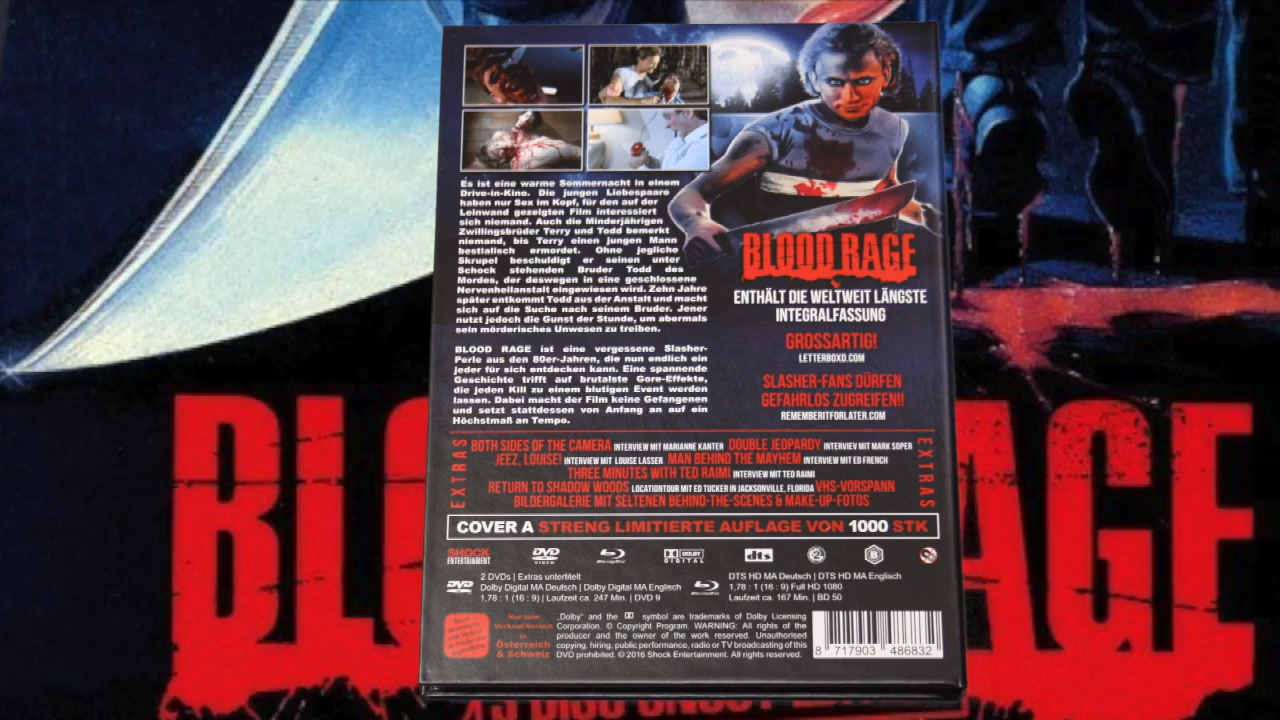 Es ist eine warme Sommernacht in einem
Drive-in-Kino. Die jungen Liebespaare
haben nur Sex im Kopf, für den auf der
Leinwand gezeigten Film interessiert
sich niemand. Auch die Minderjährigen
Zwillingsbrüder Terry und Todd bemerkt
niemand, bis Terry einen jungen Mann
bestialisch ermordet. Ohne jegliche
Skrupel beschuldigt er seinen unter
Schock stehenden Bruder Todd des
Mordes, der deswegen in eine geschlossene
Nervenheilanstalt eingewiesen wird. Zehn Jahre
später entkommt Todd aus der Anstalt und macht
sich auf die Suche nach seinem Bruder. Jener
nutzt jedoch die Gunst der Stunde, um abermals
sein mörderisches Unwesen zu treiben.
BLOOD RAGE ist eine vergessene Slasher-
Perle aus den 80er-Jahren, die nun endlich ein
jeder für sich entdecken kann. Eine spannende
Geschichte trifft auf brutalste Gore-Effekte,
die jeden Kill zu einem blutigen Event werden
lassen. Dabei macht der Film keine Gefangenen
und setzt stattdessen von Anfang an auf ein
Höchstmaß an Tempo.
BLOOD RAGE
ENTHÄLT DIE WELTWEIT LÄNGSTE
INTEGRALFASSUNG
GROSSARTIG!
LETTERBOXD.COM
SLASHER-FANS DÜRFEN
GEFAHRLOS ZUGREIFEN!!
REMEMBERITFORLATER.COM
EXTRAS
BOTH SIDES OF THE CAMERA INTERVIEW MIT MARIANNE KANTER DOUBLE JEOPARDY INTERVIEV MIT MARK SOPER
JEEZ, LOUISE! INTERVIEW MIT LOUISE LASSER MAN BEHIND THE MAYHEM INTERVIEW MIT ED FRENCH
THREE MINUTES WITH TED RAIMI INTERVIEW MIT TED RAIMI
RETURN TO SHADOW WOODS LOCATIONTOUR MIT ED TUCKER IN JACKSONVILLE, FLORIDA VHS-VORSPANN
BILDERGALERIE MIT SELTENEN BEHIND-THE-SCENES & MAKE-UP-FOTOS
EXTRAS
COVER A STRENG LIMITIERTE AUFLAGE VON 1000 STK
SHOCK
ENTERTAINMENT
DVD
VIDEO
Blu-ray Disc
DOLBY
DIGITAL
dts
DVD
2 DVDs | Extras untertitelt
Dolby Digital MA Deutsch | Dolby Digital MA Englisch
1,78 : 1 (16 : 9) | Laufzeit ca. 247 Min. | DVD 9
Blu-ray Disc
DTS HD MA Deutsch | DTS HD MA Englisch
1,78 : 1 (16 : 9) Full HD 1080
Laufzeit ca. 167 Min. | BD 50
Nur zum
Verkauf/Verleih
in
Österreich
& Schweiz
„Dolby" and the symbol are trademarks of Dolby Licensing
Corporation. © Copyright Program. WARNING: All rights of the
producer and the owner of the work reserved. Unauthorised
copying, hiring, public performance, radio or TV broadcasting of this
DVD prohibited. © 2016 Shock Entertainment. All rights reserved.
8 717903 486832
BLO AGE